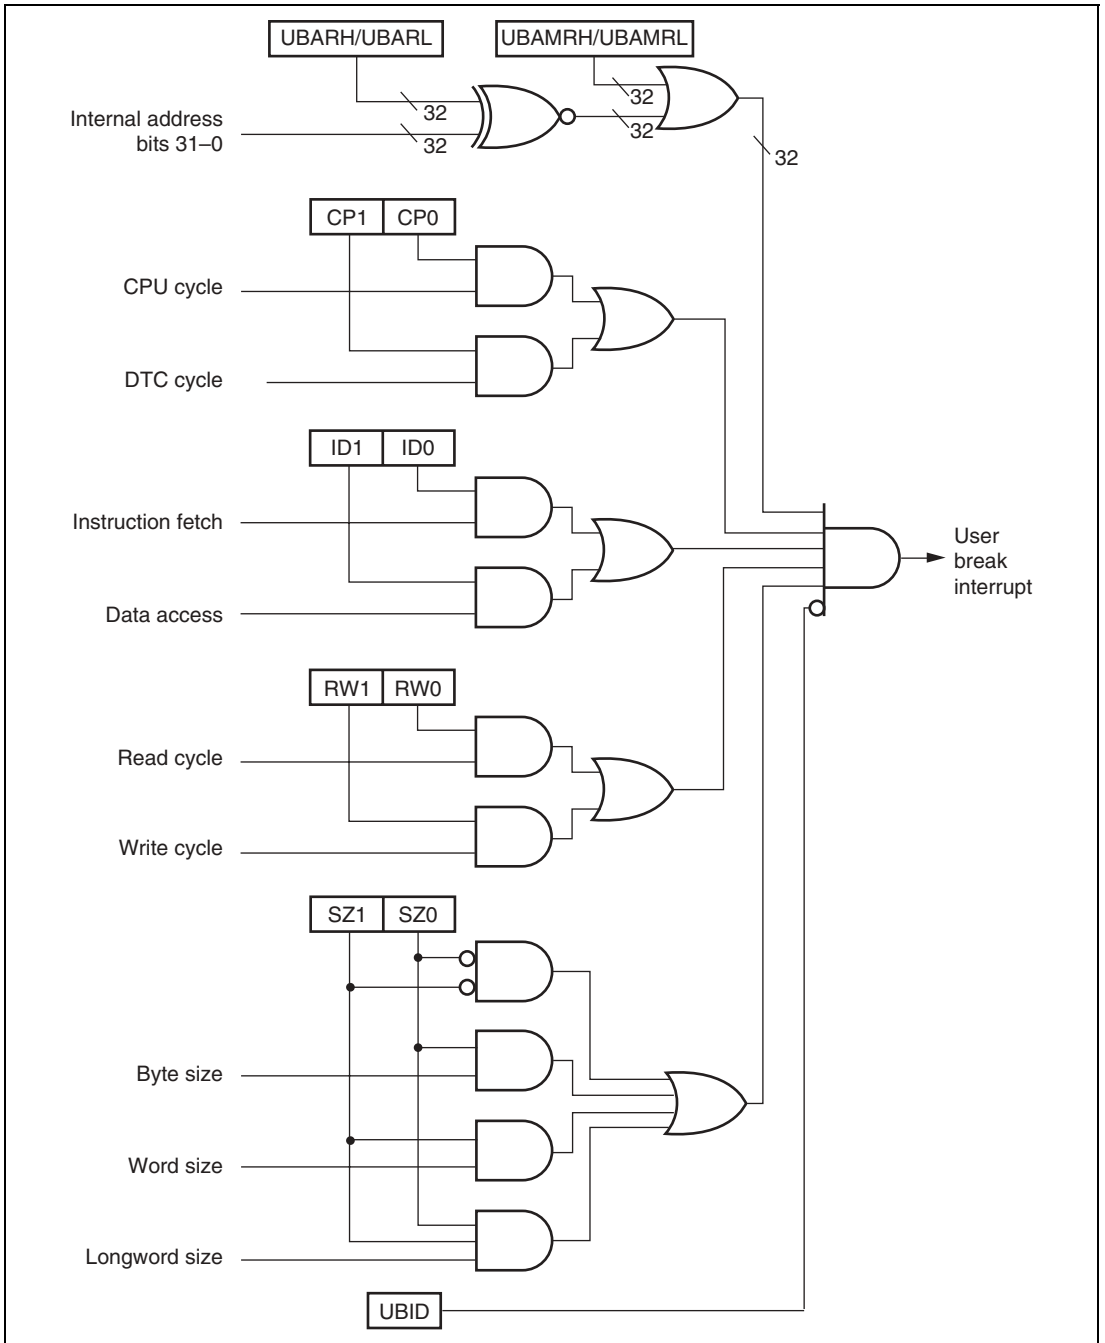 UBARH/UBARL
UBAMRH/UBAMRL
32
32
Internal address
bits 31–0
32
32
32
CP1
CP0
CPU cycle
DTC cycle
ID1
ID0
Instruction fetch
Data access
User
break
interrupt
RW1
RW0
Read cycle
Write cycle
SZ1
SZ0
Byte size
Word size
Longword size
UBID